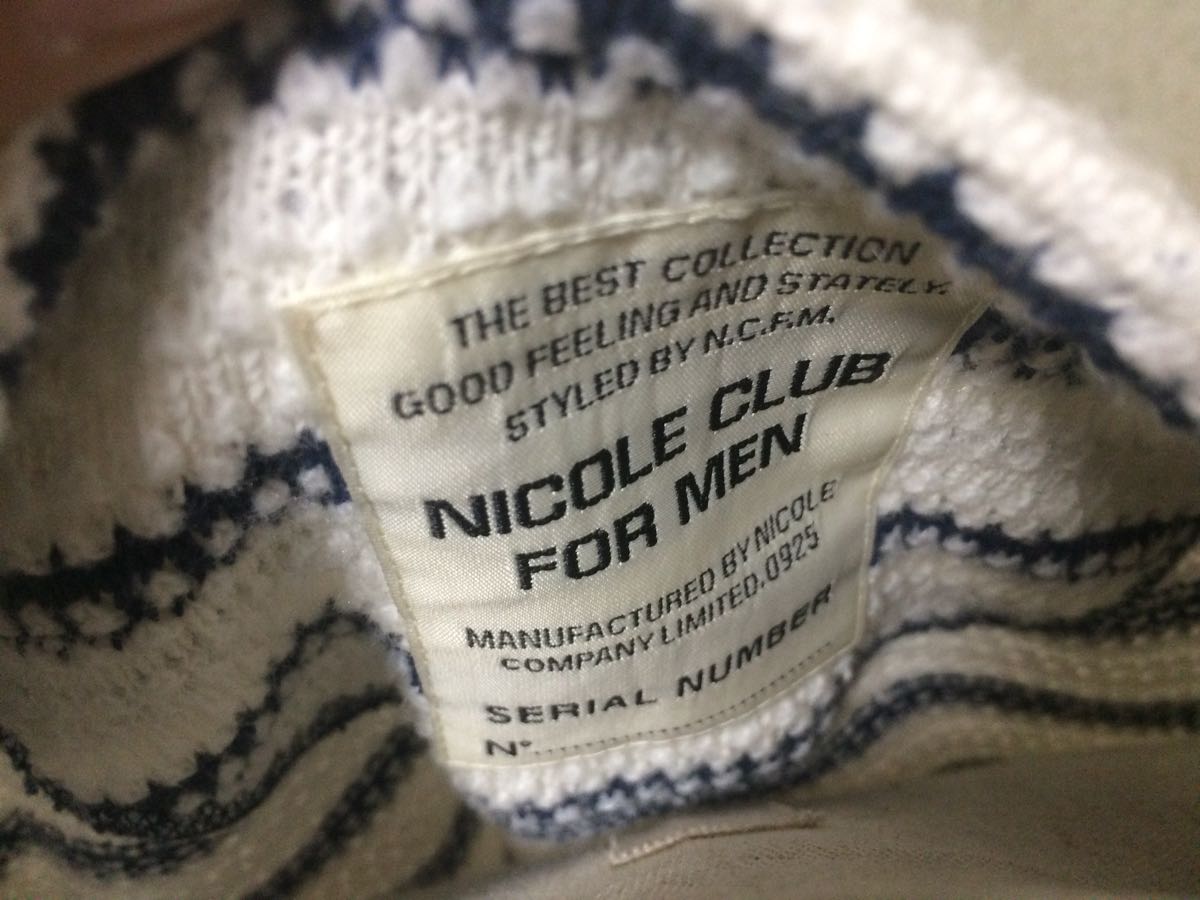 THE BEST COLLECTION
GOOD FEELING AND STATELY.
STYLED BY N.C.F.M.
NICOLE CLUB
FOR MEN
MANUFACTURED BY NICOLE
COMPANY LIMITED.0925
SERIAL NUMBER
N°..............................